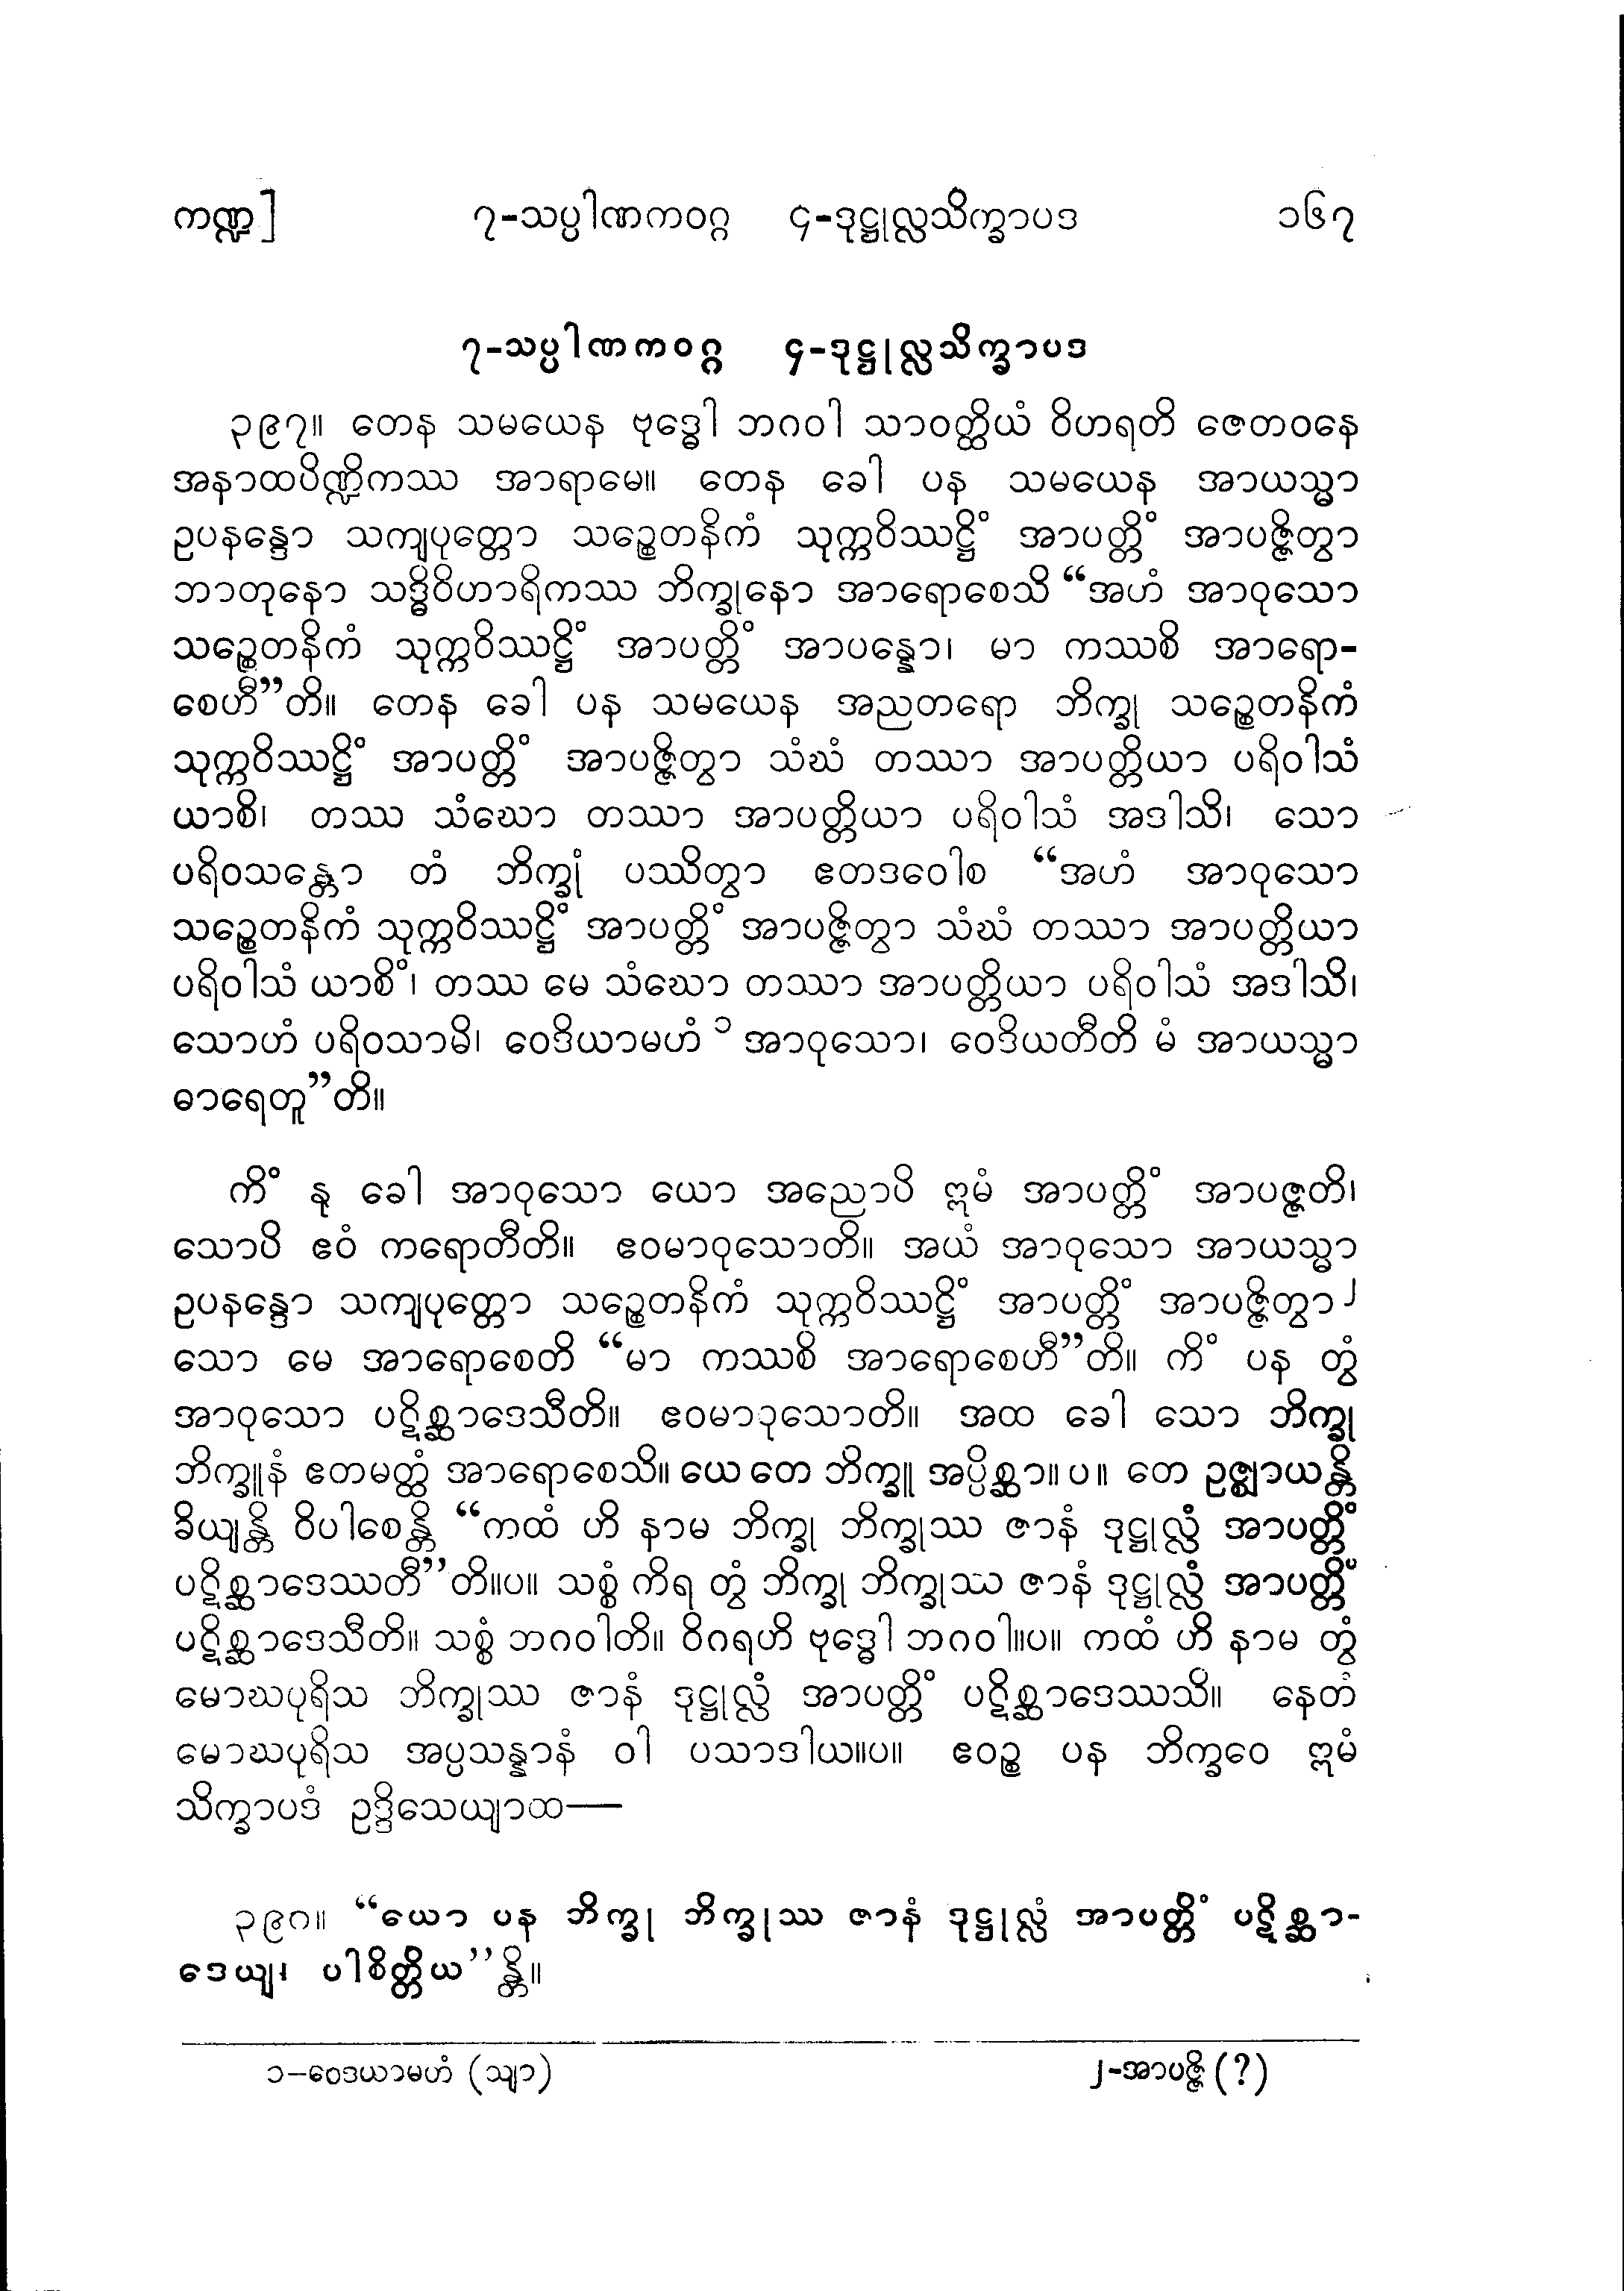 ကဏ္ဍ] ၇-သပ္ပါဏကဝဂ္ဂ ၄-ဒုဋ္ဌုလ္လသိက္ခာပဒ ၁၆၇
၇-သပ္ပါဏကဝဂ္ဂ ၄-ဒုဋ္ဌုလ္လသိက္ခာပဒ
၃၉၇။ တေန သမယေန ဗုဒ္ဓေါ ဘဂဝါ သာဝတ္ထိယံ ဝိဟရတိ ဇေတဝနေ
အနာထပိဏ္ဍိကဿ အာရာမေ။ တေန ခေါ ပန သမယေန အာယသ္မာ
ဥပနန္ဒော သကျပုတ္တော သဉ္စေတနိကံ သုက္ကဝိဿဋ္ဌိံ အာပတ္တိံ အာပဇ္ဇိတွာ
ဘာတုနော သဒ္ဓိဝိဟာရိကဿ ဘိက္ခုနော အာရောစေသိ “အဟံ အာဝုသော
သဉ္စေတနိကံ သုက္ကဝိဿဋ္ဌိံ အာပတ္တိံ အာပန္နော၊ မာ ကဿစိ အာရော-
စေဟီ”တိ။ တေန ခေါ ပန သမယေန အညတရော ဘိက္ခု သဉ္စေတနိကံ
သုက္ကဝိဿဋ္ဌိံ အာပတ္တိံ အာပဇ္ဇိတွာ သံဃံ တဿာ အာပတ္တိယာ ပရိဝါသံ
ယာစိ၊ တဿ သံဃော တဿာ အာပတ္တိယာ ပရိဝါသံ အဒါသိ၊ သော
ပရိဝသန္တော တံ ဘိက္ခုံ ပဿိတွာ ဧတဒဝေါစ “အဟံ အာဝုသော
သဉ္စေတနိကံ သုက္ကဝိဿဋ္ဌိံ အာပတ္တိံ အာပဇ္ဇိတွာ သံဃံ တဿာ အာပတ္တိယာ
ပရိဝါသံ ယာစိံ၊ တဿ မေ သံဃော တဿာ အာပတ္တိယာ ပရိဝါသံ အဒါသိ၊
သောဟံ ပရိဝသာမိ၊ ဝေဒိယာမဟံ ၁ အာဝုသော၊ ဝေဒိယတီတိ မံ အာယသ္မာ
ဓာရေတူ”တိ။
ကိံ နု ခေါ အာဝုသော ယော အညောပိ ဣမံ အာပတ္တိံ အာပဇ္ဇတိ၊
သောပိ ဧဝံ ကရောတီတိ။ ဧဝမာဝုသောတိ။ အယံ အာဝုသော အာယသ္မာ
ဥပနန္ဒော သကျပုတ္တော သဉ္စေတနိကံ သုက္ကဝိဿဋ္ဌိံ အာပတ္တိံ အာပဇ္ဇိတွာ၂
သော မေ အာရောစေတိ “မာ ကဿစိ အာရောစေဟီ”တိ။ ကိံ ပန တွံ
အာဝုသော ပဋိစ္ဆာဒေသီတိ။ ဧဝမာဝုသောတိ။ အထ ခေါ သော ဘိက္ခု
ဘိက္ခူနံ ဧတမတ္ထံ အာရောစေသိ။ ယေ တေ ဘိက္ခူ အပ္ပိစ္ဆာ။ ပ။ တေ ဥဇ္ဈာယန္တိ
ခိယျန္တိ ဝိပါစေန္တိ “ကထံ ဟိ နာမ ဘိက္ခု ဘိက္ခုဿ ဇာနံ ဒုဋ္ဌုလ္လံ အာပတ္တိံ
ပဋိစ္ဆာဒေဿတီ”တိ။ပ။ သစ္စံ ကိရ တွံ ဘိက္ခု ဘိက္ခုဿ ဇာနံ ဒုဋ္ဌုလ္လံ အာပတ္တိံ
ပဋိစ္ဆာဒေသီတိ။ သစ္စံ ဘဂဝါတိ။ ဝိဂရဟိ ဗုဒ္ဓေါ ဘဂဝါ။ပ။ ကထံ ဟိ နာမ တွံ
မောဃပုရိသ ဘိက္ခုဿ ဇာနံ ဒုဋ္ဌုလ္လံ အာပတ္တိံ ပဋိစ္ဆာဒေဿသိ။ နေတံ
မောဃပုရိသ အပ္ပသန္နာနံ ဝါ ပသာဒါယ။ပ။ ဧဝဉ္စ ပန ဘိက္ခဝေ ဣမံ
သိက္ခာပဒံ ဥဒ္ဒိသေယျာထ—
၃၉၈။ “ယော ပန ဘိက္ခု ဘိက္ခုဿ ဇာနံ ဒုဋ္ဌုလ္လံ အာပတ္တိံ ပဋိစ္ဆာ-
ဒေယျ၊ ပါစိတ္တိယ”န္တိ။
၁–ဝေဒယာမဟံ (သျာ) ၂-အာပဇ္ဇိ (?)